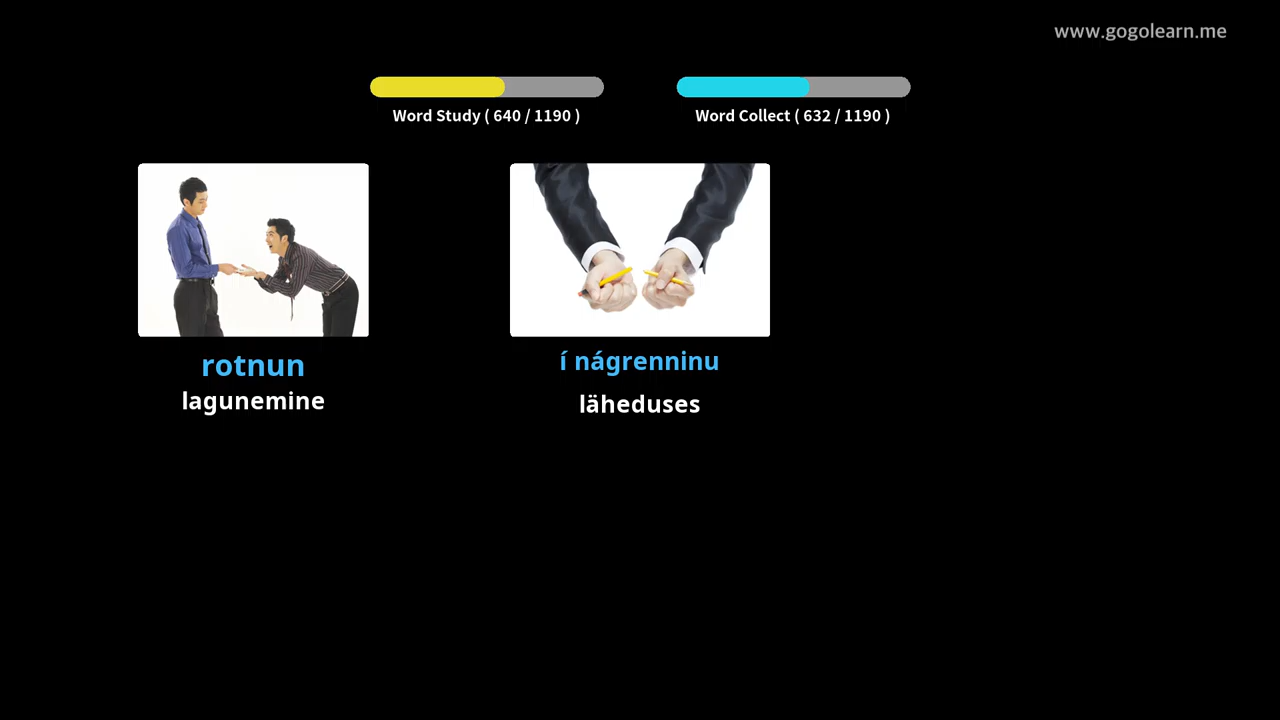 www.gogolearn.me
Word Study ( 640 / 1190 )
Word Collect ( 632 / 1190 )
rotnun
lagunemine
í nágrenninu
läheduses